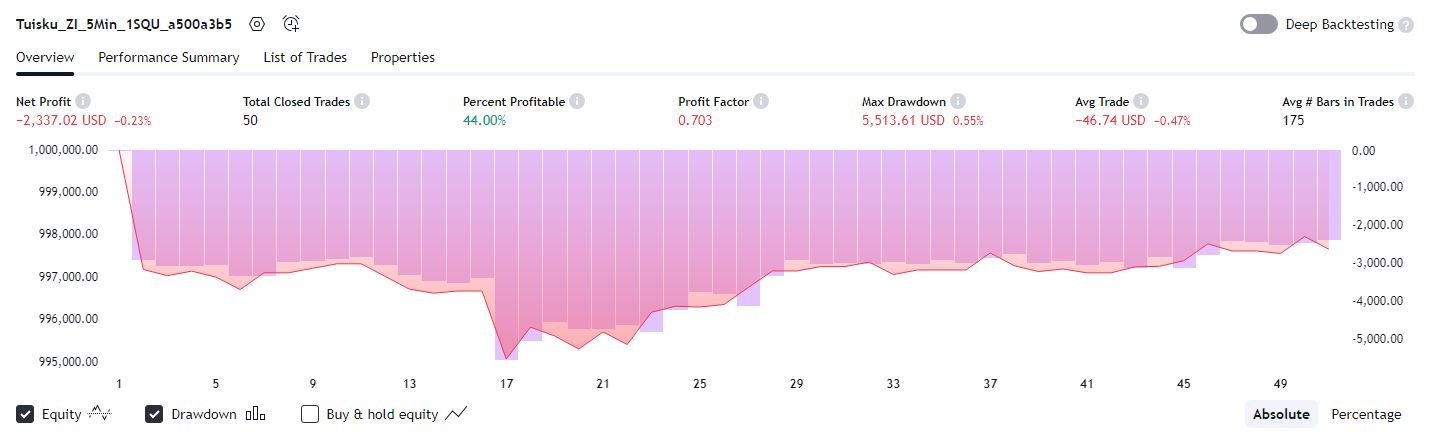 Tuisku_ZI_5Min_1SQU_a500a3b5 Deep Backtesting ?
Overview Performance Summary List of Trades Properties
Net Profit i Total Closed Trades i Percent Profitable i Profit Factor i Max Drawdown i Avg Trade i Avg # Bars in Trades i
−2,337.02 USD −0.23% 50 44.00% 0.703 5,513.61 USD 0.55% −46.74 USD −0.47% 175
1,000,000.00 0.00
999,000.00 -1,000.00
998,000.00 -2,000.00
997,000.00 -3,000.00
996,000.00 -4,000.00
995,000.00 -5,000.00
1 5 9 13 17 21 25 29 33 37 41 45 49
Equity Drawdown Buy & hold equity Absolute Percentage